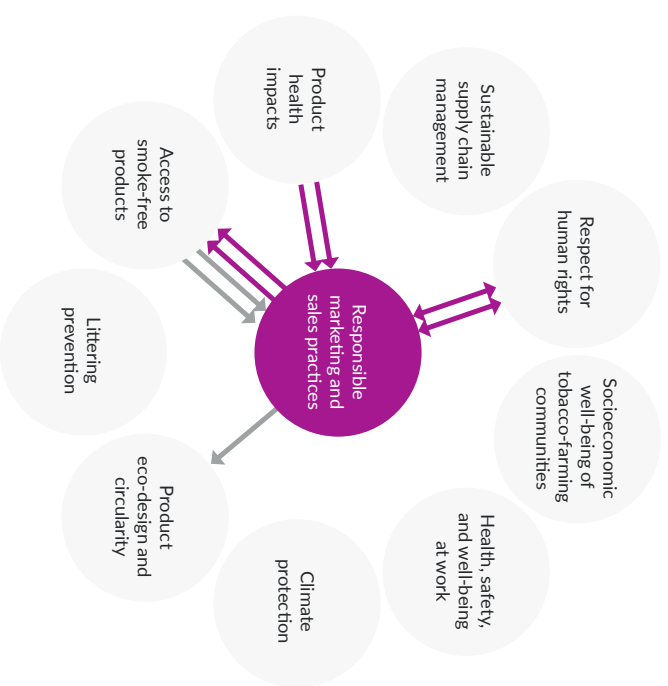 Product
health
impacts
Sustainable
supply chain
management
Respect for
human rights
Socioeconomic
well-being of
tobacco-farming
communities
Health, safety,
and well-being
at work
Climate
protection
Product
eco-design and
circularity
Littering
prevention
Access to
smoke-free
products
Responsible
marketing and
sales practices